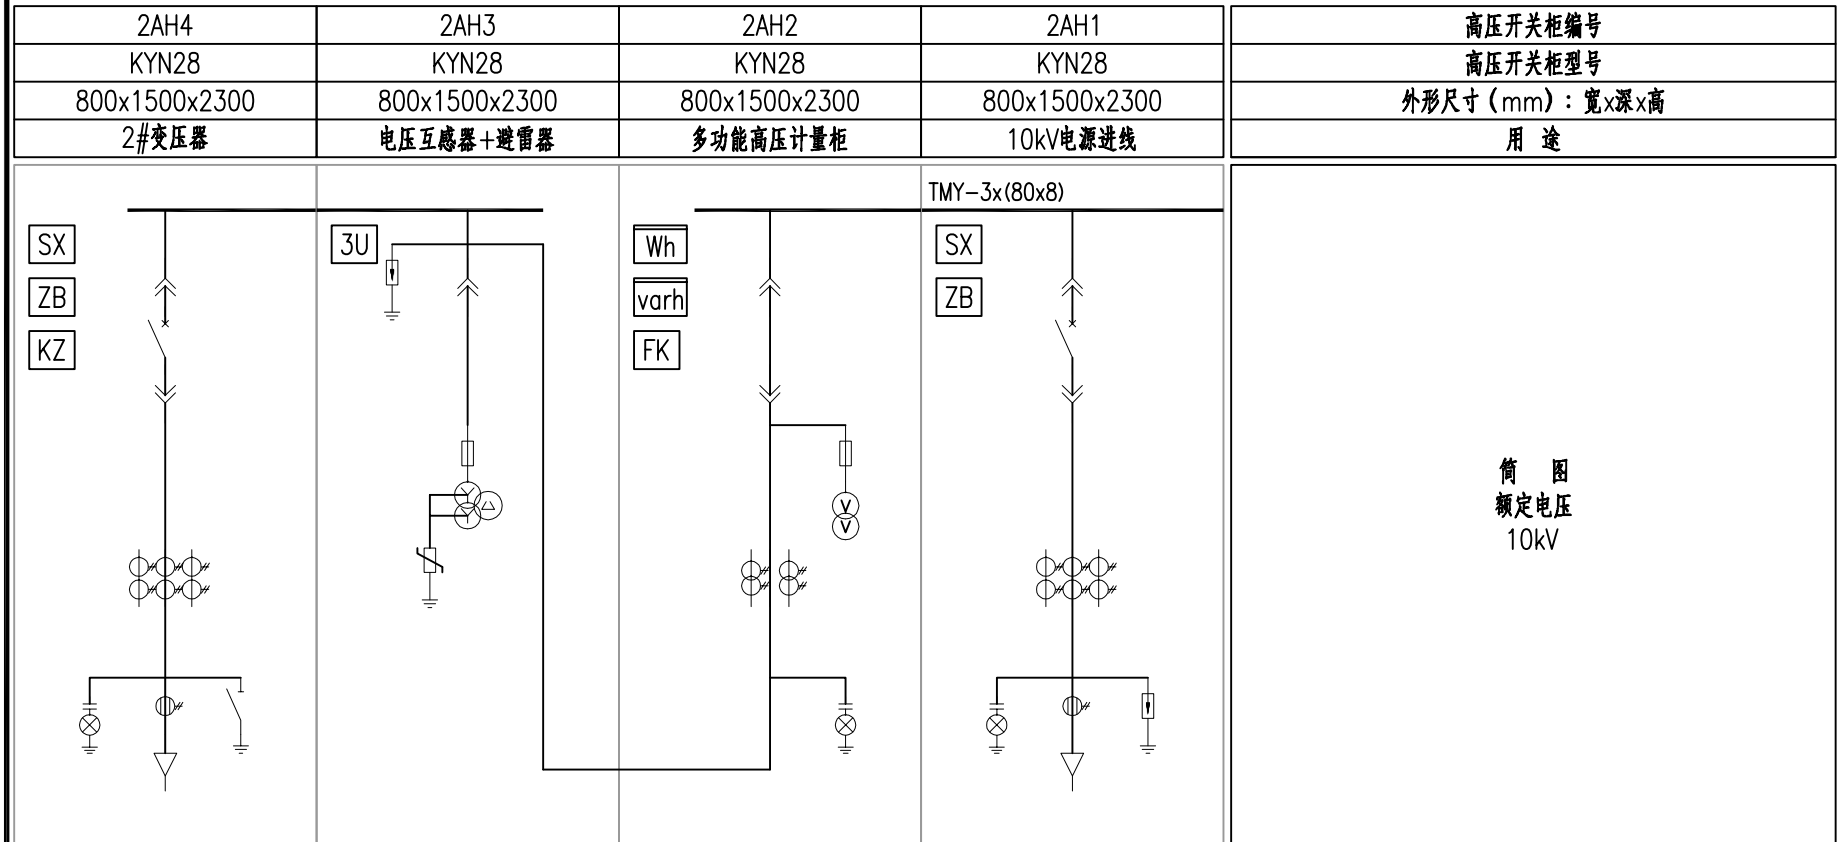 2AH4 2AH3 2AH2 2AH1 高压开关柜编号
KYN28 KYN28 KYN28 KYN28 高压开关柜型号
800x1500x2300 800x1500x2300 800x1500x2300 800x1500x2300 外形尺寸（mm）：宽x深x高
2#变压器 电压互感器+避雷器 多功能高压计量柜 10kV电源进线 用 途
TMY-3x(80x8)
SX 3U Wh SX
ZB varh ZB
KZ FK
V
V
简 图
额定电压
10kV